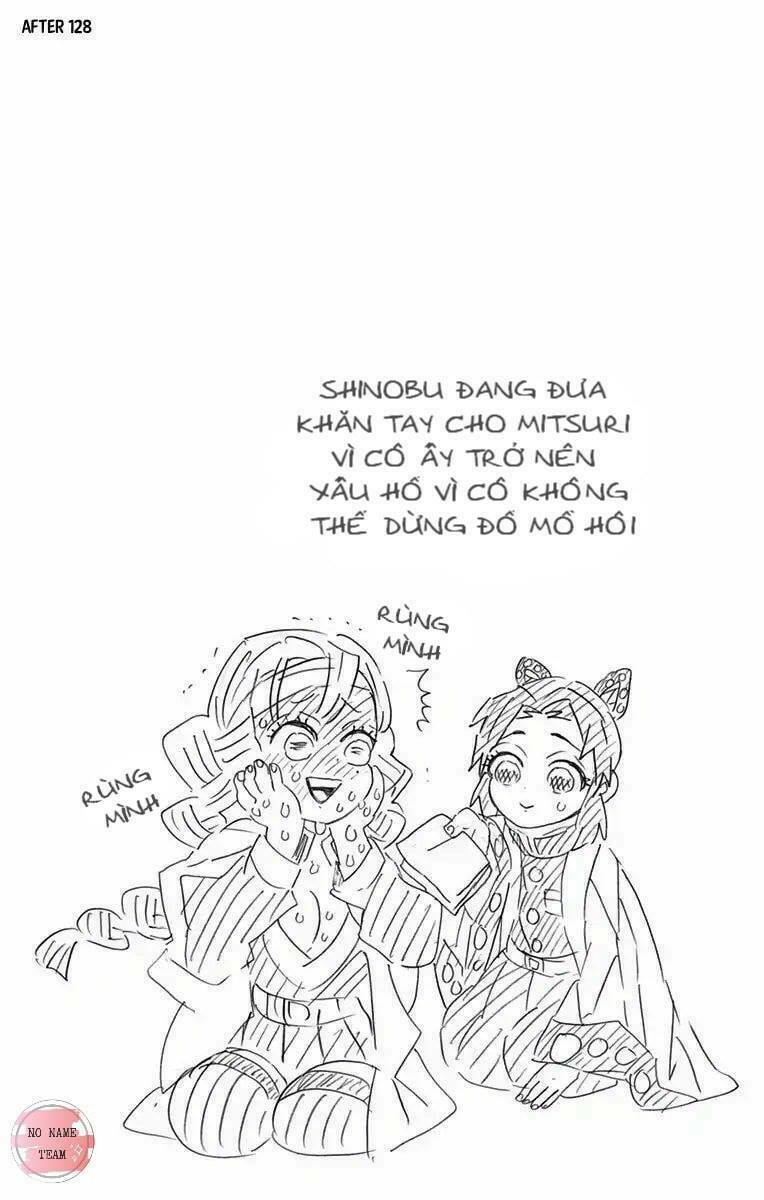 AFTER 128
SHINOBU ĐANG ĐƯA
KHĂN TAY CHO MITSURI
VÌ CÔ ẤY TRỞ NÊN
XẤU HỔ VÌ CÔ KHÔNG
THỂ DỪNG ĐỔ MỒ HÔI
RÙNG
MÌNH
RÙNG
MÌNH
NO NAME
TEAM